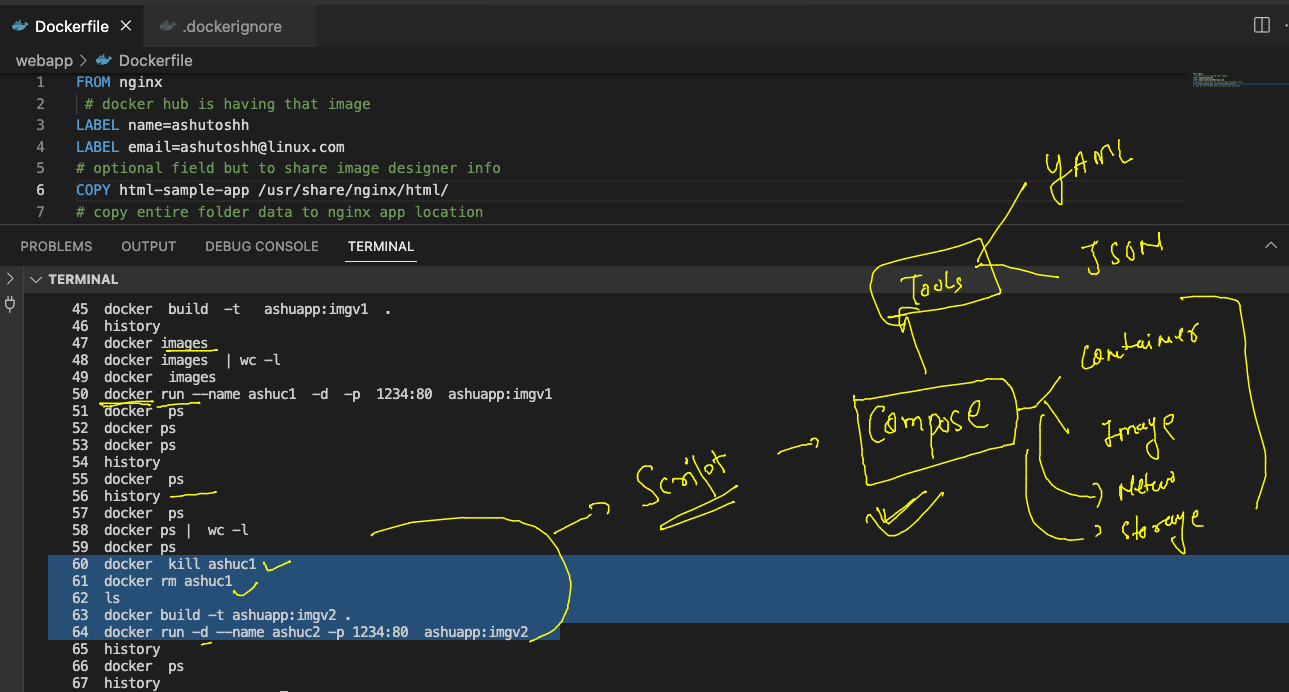 Dockerfile
.dockerignore
webapp > Dockerfile
1 FROM nginx
2 # docker hub is having that image
3 LABEL name=ashutoshh
4 LABEL email=ashutoshh@linux.com
5 # optional field but to share image designer info
6 COPY html-sample-app /usr/share/nginx/html/
7 # copy entire folder data to nginx app location
PROBLEMS OUTPUT DEBUG CONSOLE TERMINAL
TERMINAL
45 docker build -t ashuapp:imgv1 .
46 history
47 docker images
48 docker images | wc -l
49 docker images
50 docker run --name ashuc1 -d -p 1234:80 ashuapp:imgv1
51 docker ps
52 docker ps
53 docker ps
54 history
55 docker ps
56 history
57 docker ps
58 docker ps | wc -l
59 docker ps
60 docker kill ashuc1
61 docker rm ashuc1
62 ls
63 docker build -t ashuapp:imgv2 .
64 docker run -d --name ashuc2 -p 1234:80 ashuapp:imgv2
65 history
66 docker ps
67 history
YAML
JSON
Tools
Container
Compose
Image
Script
Storage